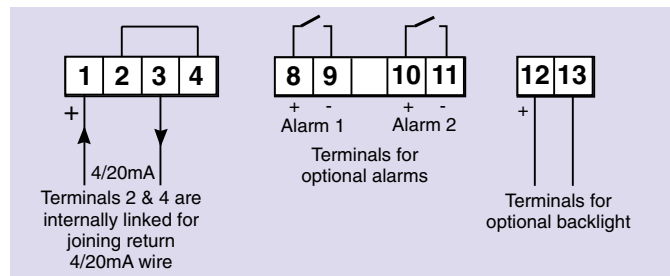 1 2 3 4
+
4/20mA
Terminals 2 & 4 are
internally linked for
joining return
4/20mA wire
8 9 10 11
+ - + -
Alarm 1 Alarm 2
Terminals for
optional alarms
12 13
+
Terminals for
optional backlight